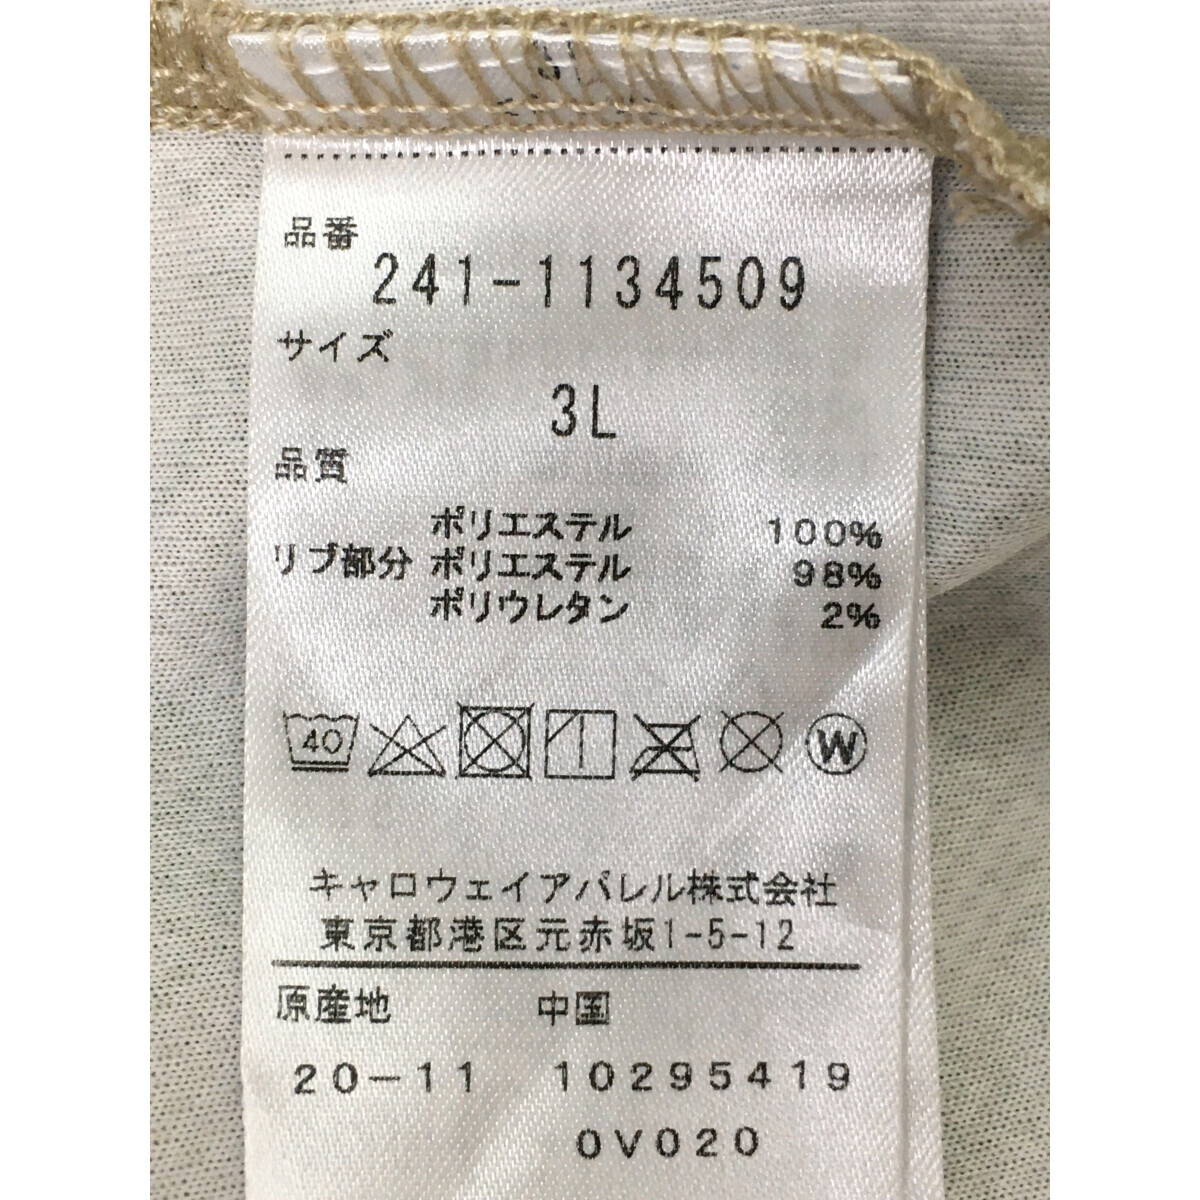 品番
241-1134509
サイズ
3L
品質
ポリエステル 100%
リブ部分 ポリエステル 98%
ポリウレタン 2%
40 W
キャロウェイアパレル株式会社
東京都港区元赤坂1-5-12
原産地 中国
20-11 10295419
0V020